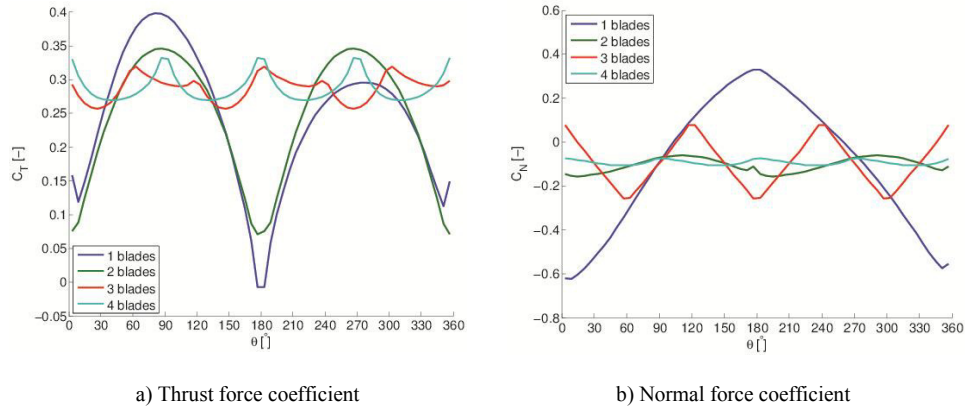 0.4
0.35
0.3
0.25
0.2
0.15
0.1
0.05
0
−0.05
C_T [−]
1 blades
2 blades
3 blades
4 blades
0 30 60 90 120 150 180 210 240 270 300 330 360
θ [°]
a) Thrust force coefficient
0.6
0.4
0.2
0
−0.2
−0.4
−0.6
−0.8
C_N [−]
1 blades
2 blades
3 blades
4 blades
0 30 60 90 120 150 180 210 240 270 300 330 360
θ [°]
b) Normal force coefficient